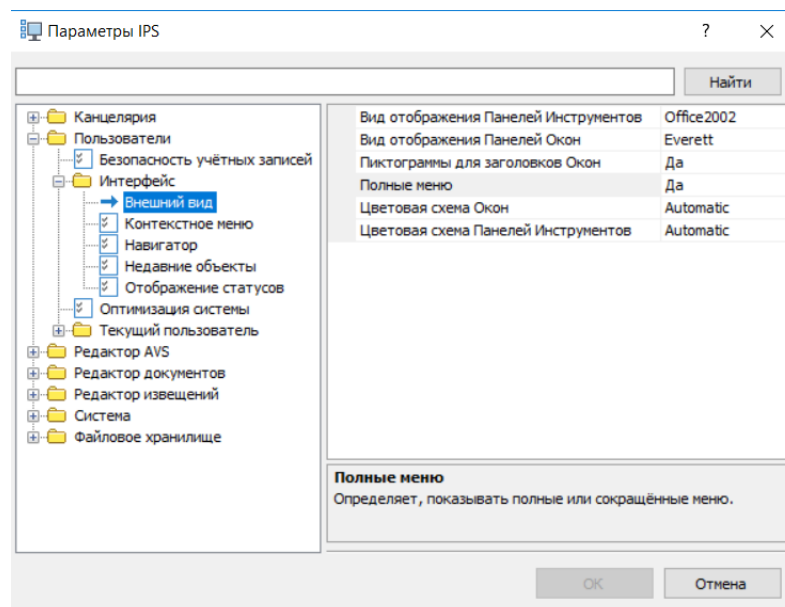 Параметры IPS
?
Найти
Канцелярия
Пользователи
Безопасность учётных записей
Интерфейс
Внешний вид
Контекстное меню
Навигатор
Недавние объекты
Отображение статусов
Оптимизация системы
Текущий пользователь
Редактор AVS
Редактор документов
Редактор извещений
Система
Файловое хранилище
Вид отображения Панелей Инструментов Office2002
Вид отображения Панелей Окон Everett
Пиктограммы для заголовков Окон Да
Полные меню Да
Цветовая схема Окон Automatic
Цветовая схема Панелей Инструментов Automatic
Полные меню
Определяет, показывать полные или сокращённые меню.
OK Отмена